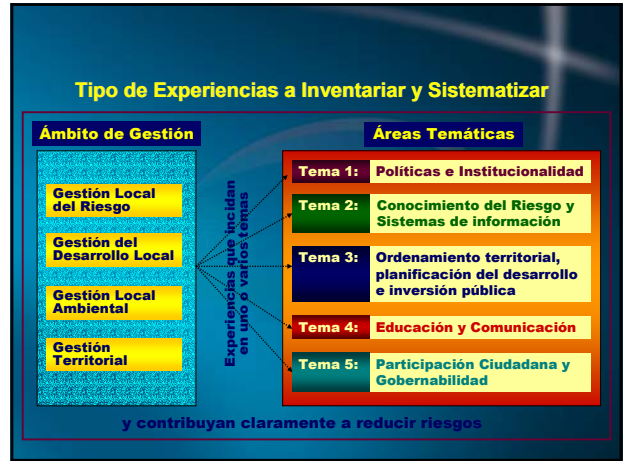 Tipo de Experiencias a Inventariar y Sistematizar
Ámbito de Gestión
Gestión Local
del Riesgo
Gestión del
Desarrollo Local
Gestión Local
Ambiental
Gestión
Territorial
Experiencias que incidan
en uno o varios temas
Áreas Temáticas
Tema 1: Políticas e Institucionalidad
Tema 2: Conocimiento del Riesgo y
Sistemas de información
Tema 3: Ordenamiento territorial,
planificación del desarrollo
e inversión pública
Tema 4: Educación y Comunicación
Tema 5: Participación Ciudadana y
Gobernabilidad
y contribuyan claramente a reducir riesgos